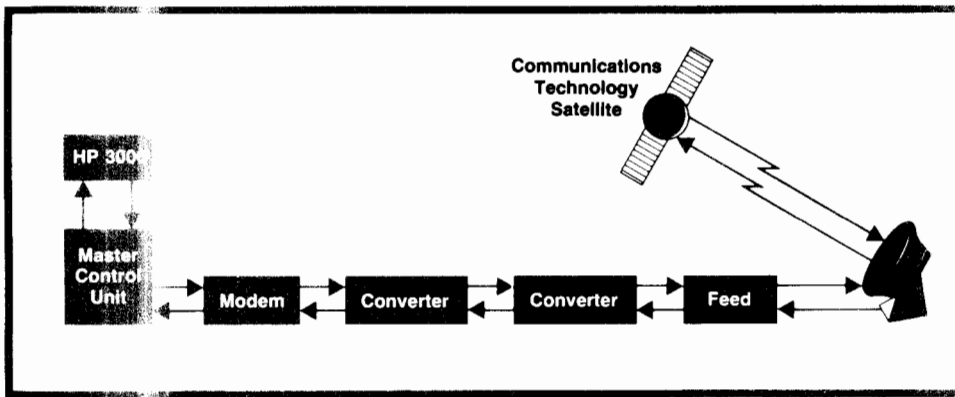 Communications
Technology
Satellite
HP 3000
Master
Control
Unit
Modem
Converter
Converter
Feed